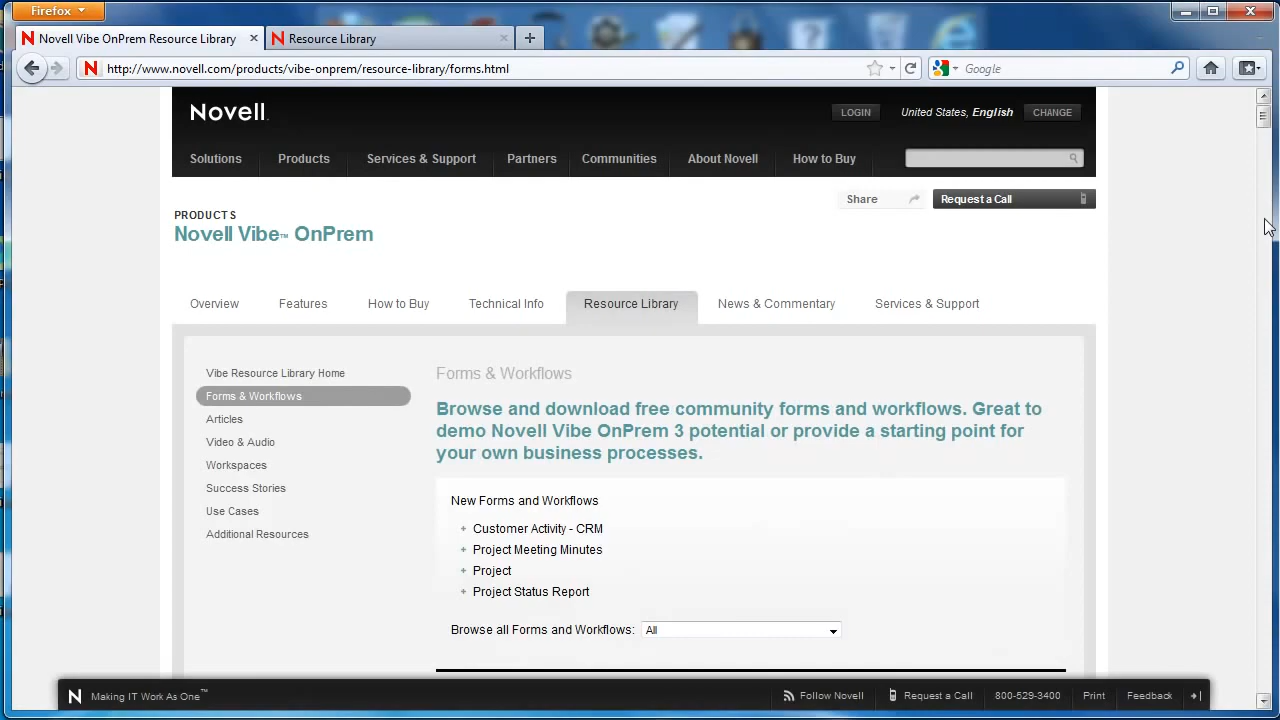 Firefox
Novell Vibe OnPrem Resource Library
Resource Library
http://www.novell.com/products/vibe-onprem/resource-library/forms.html
Google
Novell.
LOGIN
United States, English
CHANGE
Solutions
Products
Services & Support
Partners
Communities
About Novell
How to Buy
Share
Request a Call
PRODUCTS
Novell Vibe™ OnPrem
Overview
Features
How to Buy
Technical Info
Resource Library
News & Commentary
Services & Support
Vibe Resource Library Home
Forms & Workflows
Articles
Video & Audio
Workspaces
Success Stories
Use Cases
Additional Resources
Forms & Workflows
Browse and download free community forms and workflows. Great to
demo Novell Vibe OnPrem 3 potential or provide a starting point for
your own business processes.
New Forms and Workflows
Customer Activity - CRM
Project Meeting Minutes
Project
Project Status Report
Browse all Forms and Workflows: All
N Making IT Work As One™
Follow Novell
Request a Call
800-529-3400
Print
Feedback